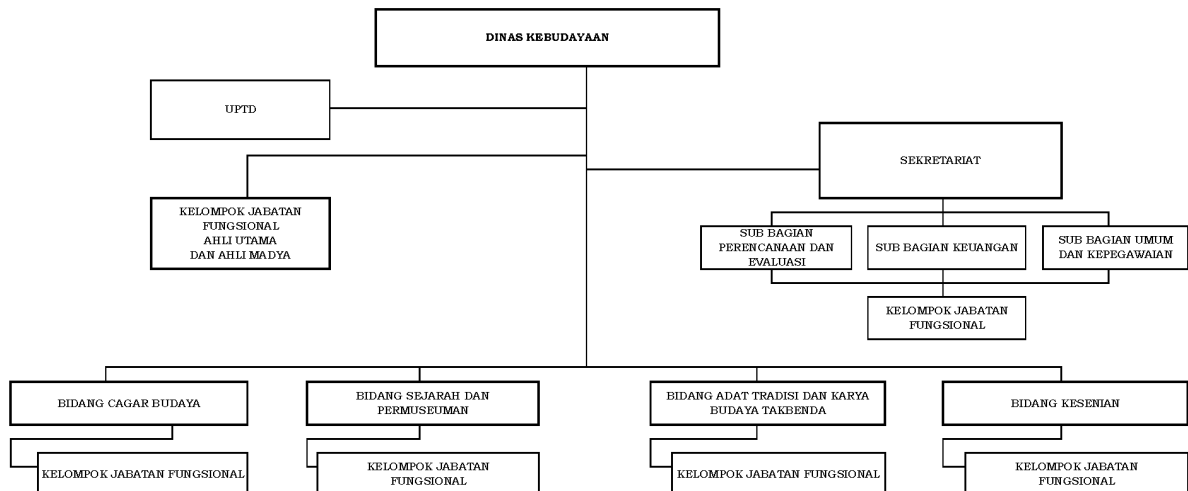 DINAS KEBUDAYAAN
UPTD
SEKRETARIAT
KELOMPOK JABATAN
FUNGSIONAL
AHLI UTAMA
DAN AHLI MADYA
SUB BAGIAN
PERENCANAAN DAN
EVALUASI
SUB BAGIAN KEUANGAN
SUB BAGIAN UMUM
DAN KEPEGAWAIAN
KELOMPOK JABATAN
FUNGSIONAL
BIDANG CAGAR BUDAYA
BIDANG SEJARAH DAN
PERMUSEUMAN
BIDANG ADAT TRADISI DAN KARYA
BUDAYA TAKBENDA
BIDANG KESENIAN
KELOMPOK JABATAN FUNGSIONAL
KELOMPOK JABATAN
FUNGSIONAL
KELOMPOK JABATAN FUNGSIONAL
KELOMPOK JABATAN
FUNGSIONAL